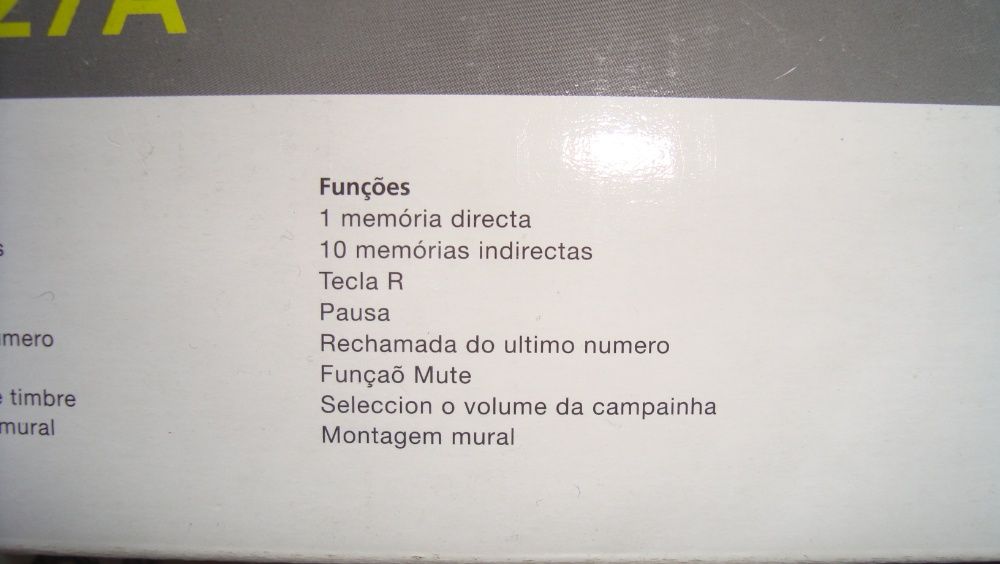 Funções
1 memória directa
10 memórias indirectas
Tecla R
Pausa
Rechamada do ultimo numero
Funçaõ Mute
Seleccion o volume da campainha
Montagem mural
timbre
mural